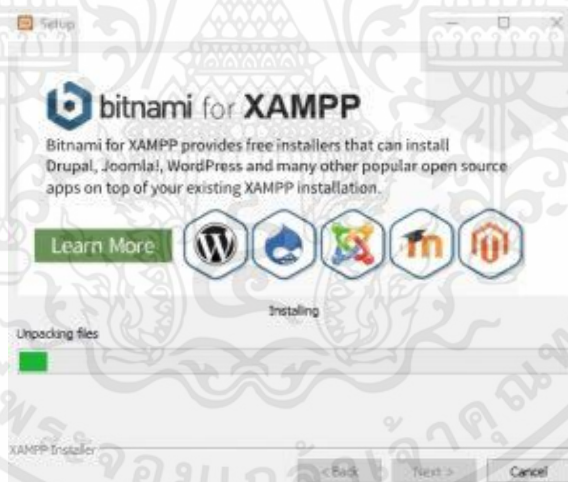 Setup
bitnami for XAMPP
Bitnami for XAMPP provides free installers that can install
Drupal, Joomla!, WordPress and many other popular open source
apps on top of your existing XAMPP installation.
Learn More
Installing
Unpacking files
XAMPP Installer
< Back Next > Cancel